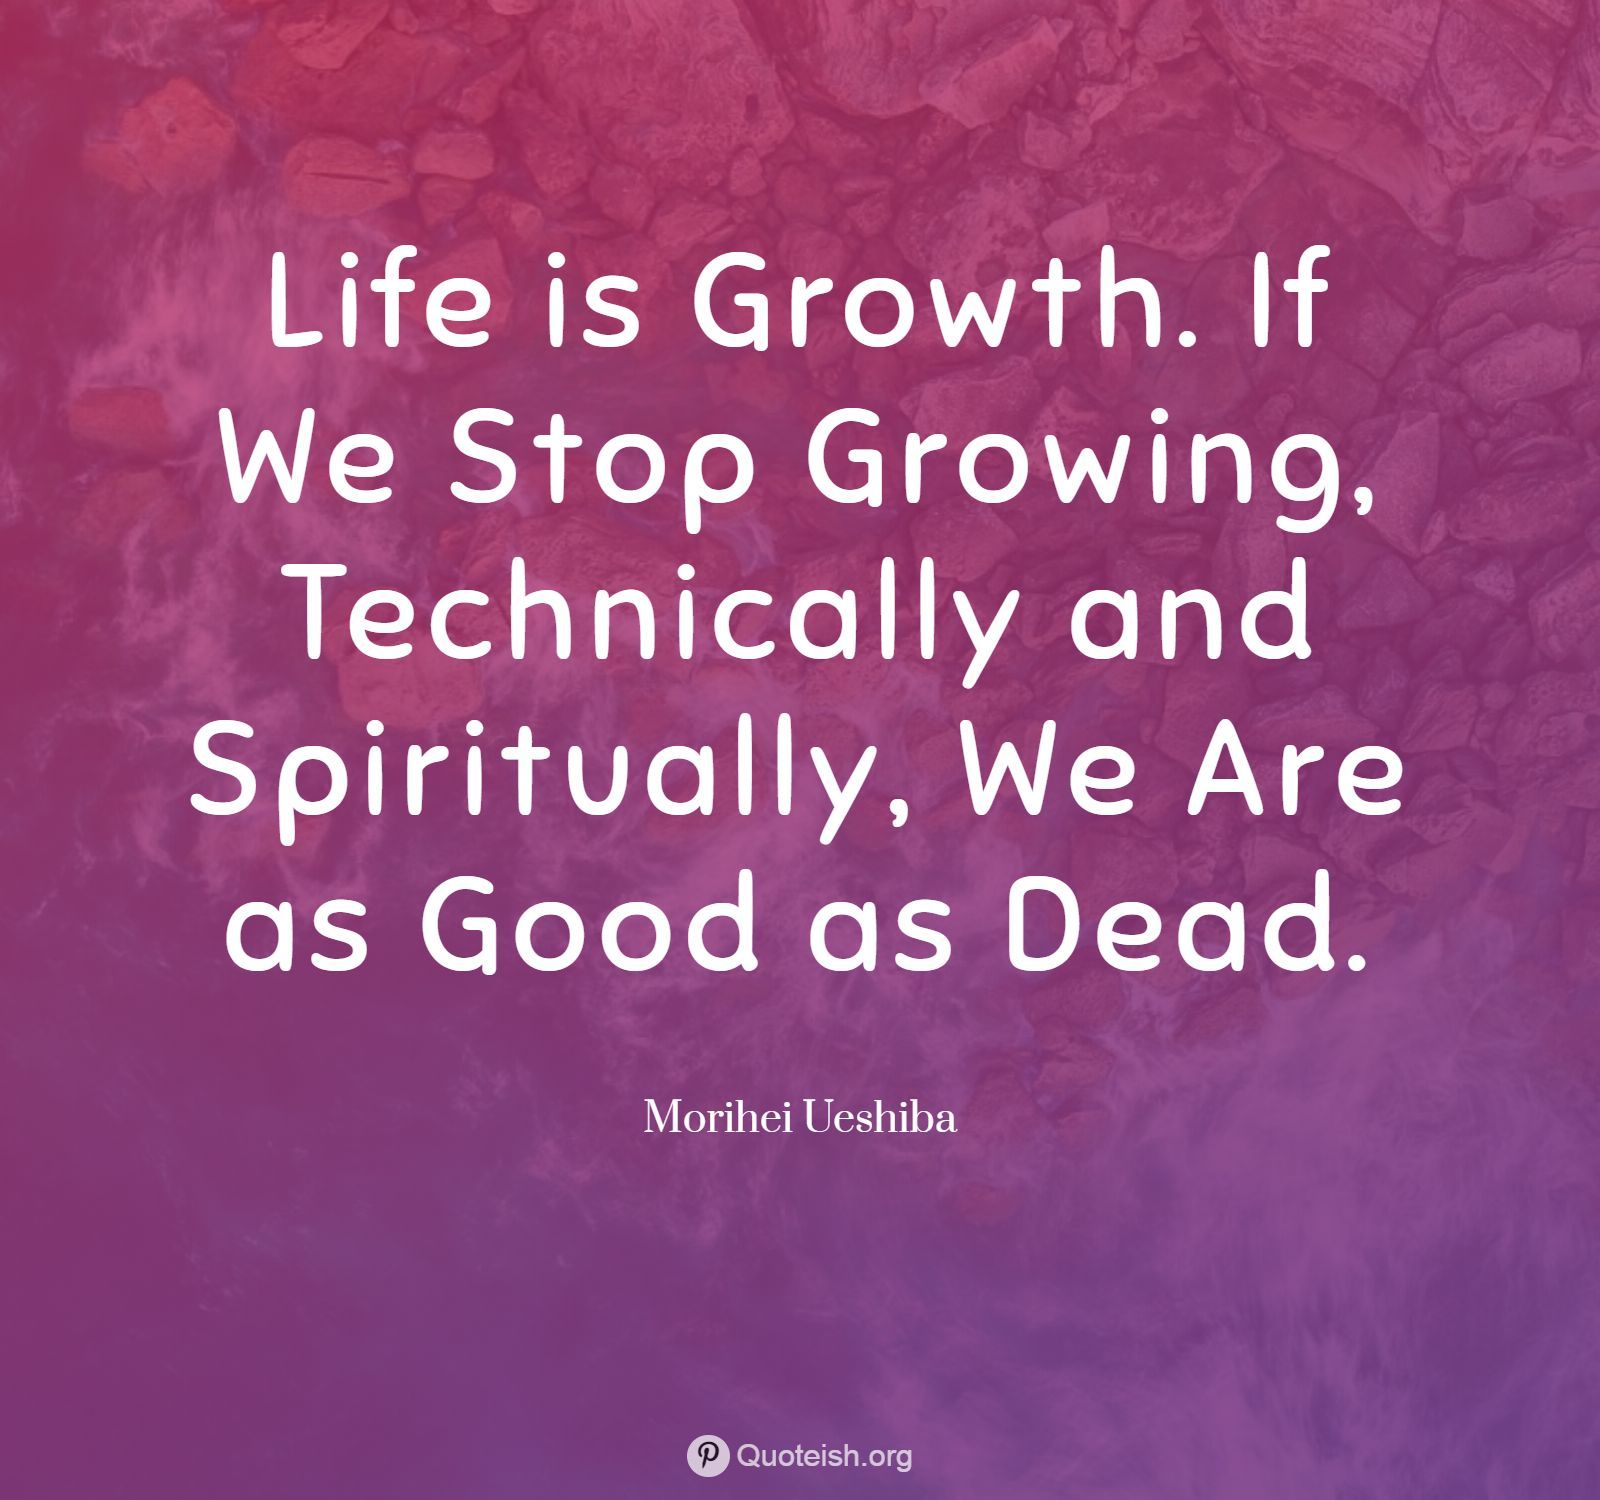 Life is Growth. If
We Stop Growing,
Technically and
Spiritually, We Are
as Good as Dead.
Morihei Ueshiba
Quoteish.org